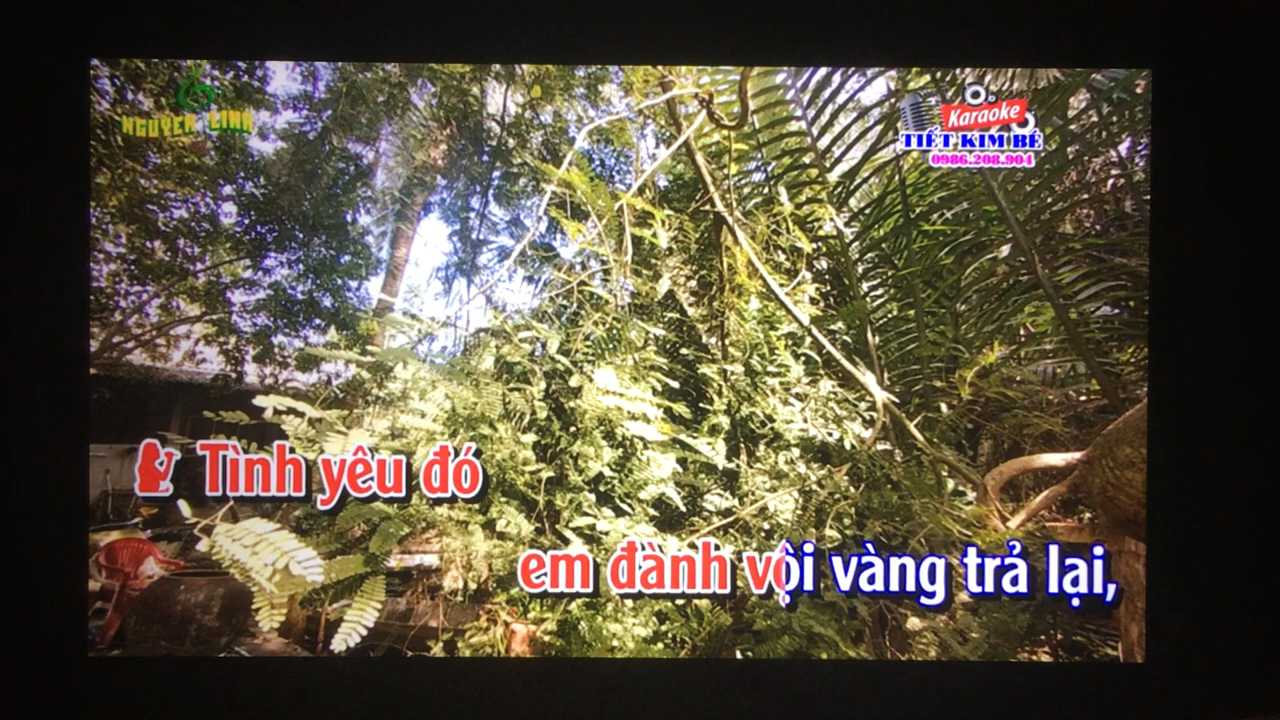 NGUYEN LINH
Karaoke
TIẾT KIM BÉ
0986.208.904
Tình yêu đó
em đành vội vàng trả lại,